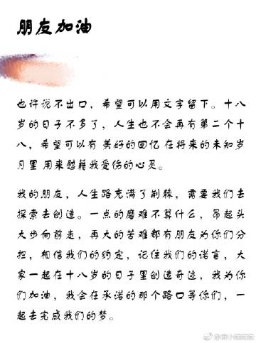 朋友加油
也许说不出口，希望可以用文字留下。十八
岁的日子不多了，人生也不会再有第二个十
八，希望可以有美好的回忆在将来的未知岁
月里用来慰藉我受伤的心灵。
我的朋友，人生路充满了荆棘，需要我们去
探索去创造。一点的磨难不算什么，昂起头
大步向前走，再大的苦难都有朋友为你们分
担，相信我们的约定，记住我们的诺言，大
家一起在十八岁的日子里创造奇迹，我为你
们加油，我会在承诺的那个路口等你们，一
起去完成我们的梦。